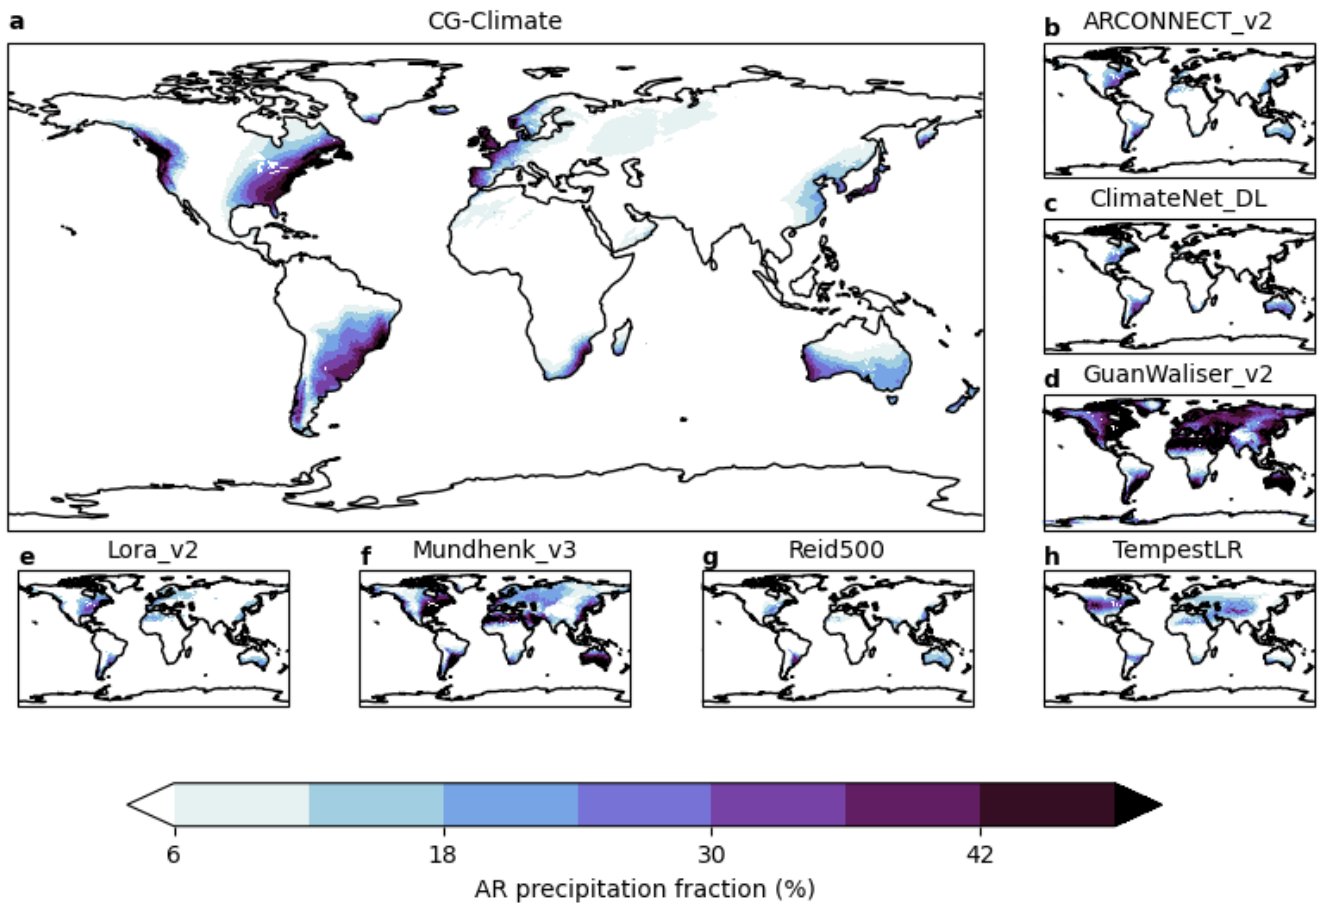 a CG-Climate
b ARCONNECT_v2
c ClimateNet_DL
d GuanWaliser_v2
e Lora_v2
f Mundhenk_v3
g Reid500
h TempestLR
6 18 30 42
AR precipitation fraction (%)